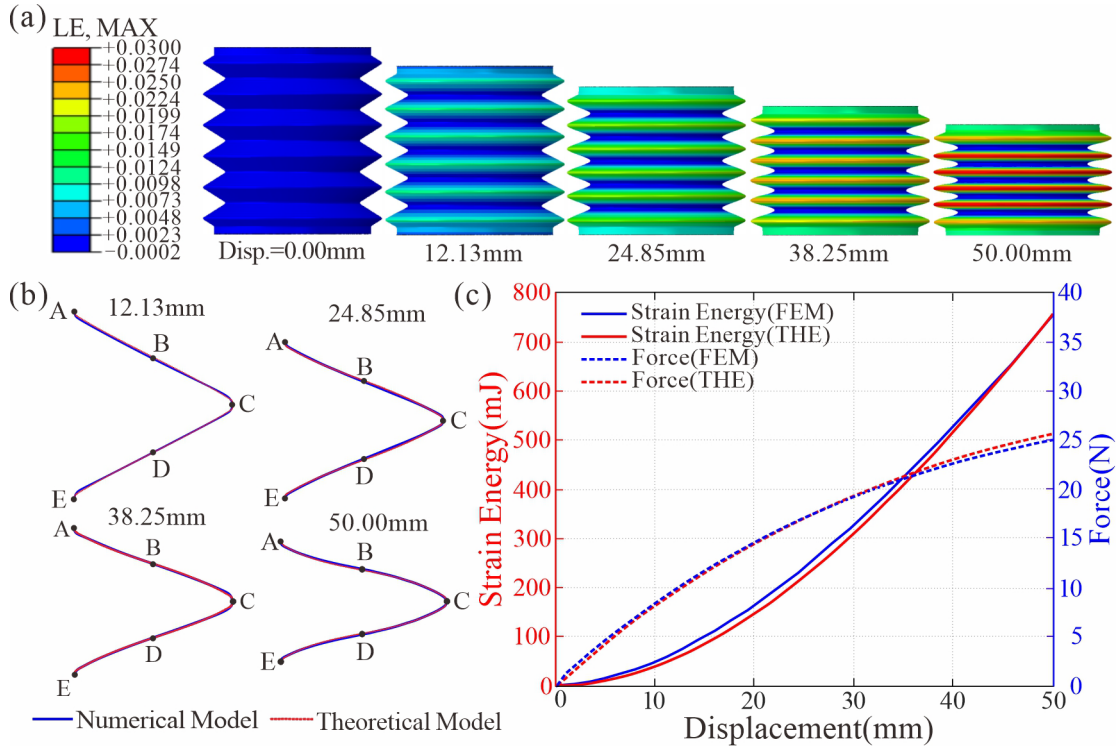 (a)
LE, MAX
+0.0300
+0.0274
+0.0250
+0.0224
+0.0199
+0.0174
+0.0149
+0.0124
+0.0098
+0.0073
+0.0048
+0.0023
−0.0002
Disp.=0.00mm 12.13mm 24.85mm 38.25mm 50.00mm
(b)
12.13mm
A
B
C
D
E
24.85mm
A
B
C
D
E
38.25mm
A
B
C
D
E
50.00mm
A
B
C
D
E
Numerical Model Theoretical Model
(c)
Strain Energy(mJ)
800
700
600
500
400
300
200
100
0
Strain Energy(FEM)
Strain Energy(THE)
Force(FEM)
Force(THE)
40
35
30
25
20
15
10
5
0
Force(N)
0 10 20 30 40 50
Displacement(mm)